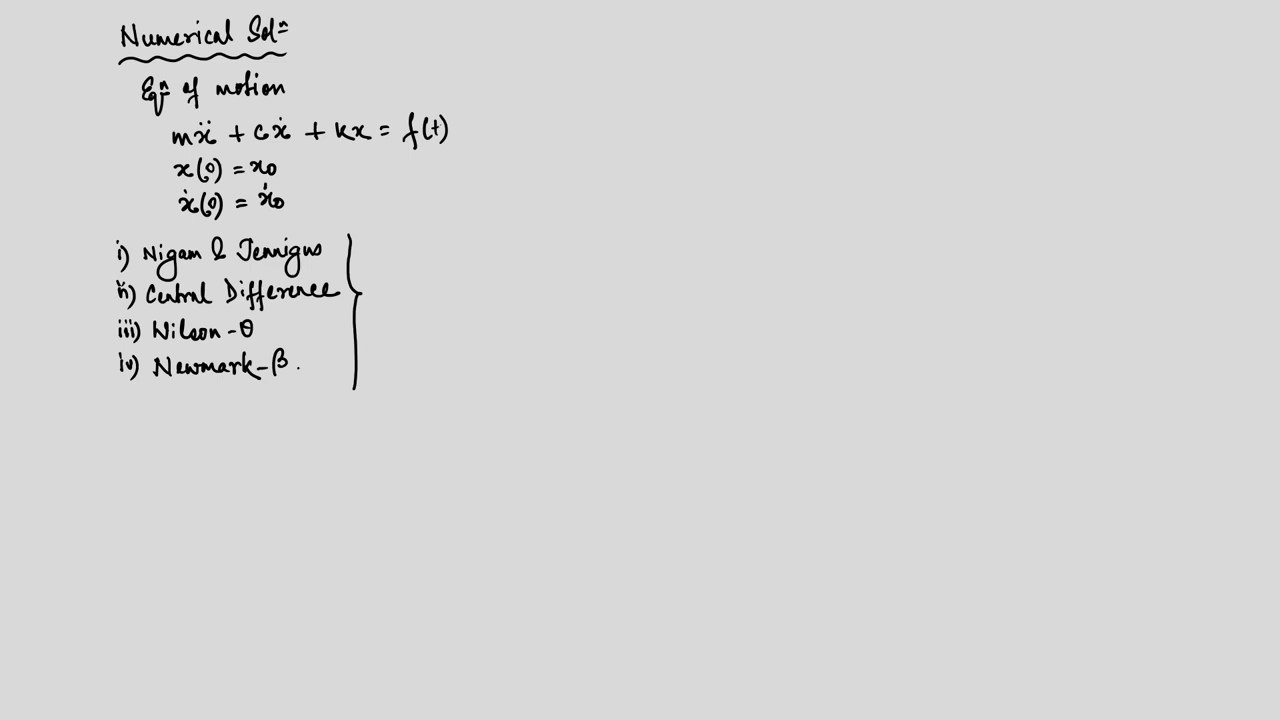 Numerical Solⁿ
Eqⁿ of motion
mẍ + cẋ + kx = f(t)
x(0) = x₀
ẋ(0) = ẋ₀
i) Nigam & Jennigns
ii) Central Difference
iii) Wilson-θ
iv) Newmark-β.